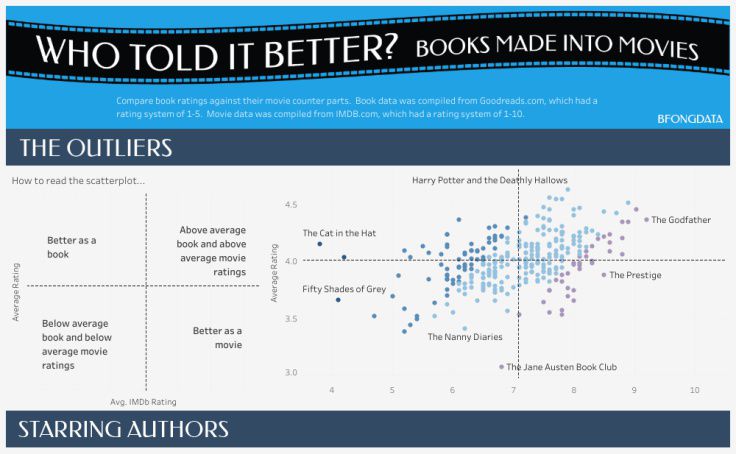 WHO TOLD IT BETTER? BOOKS MADE INTO MOVIES
Compare book ratings against their movie counter parts. Book data was compiled from Goodreads.com, which had a
rating system of 1-5. Movie data was compiled from IMDB.com, which had a rating system of 1-10.
BFONGDATA
THE OUTLIERS
How to read the scatterplot...
Average Rating
Better as a
book
Above average
book and above
average movie
ratings
Below average
book and below
average movie
ratings
Better as a
movie
Avg. IMDb Rating
Average Rating
4.5
4.0
3.5
3.0
Harry Potter and the Deathly Hallows
The Cat in the Hat
The Godfather
Fifty Shades of Grey
The Prestige
The Nanny Diaries
The Jane Austen Book Club
4 5 6 7 8 9 10
STARRING AUTHORS